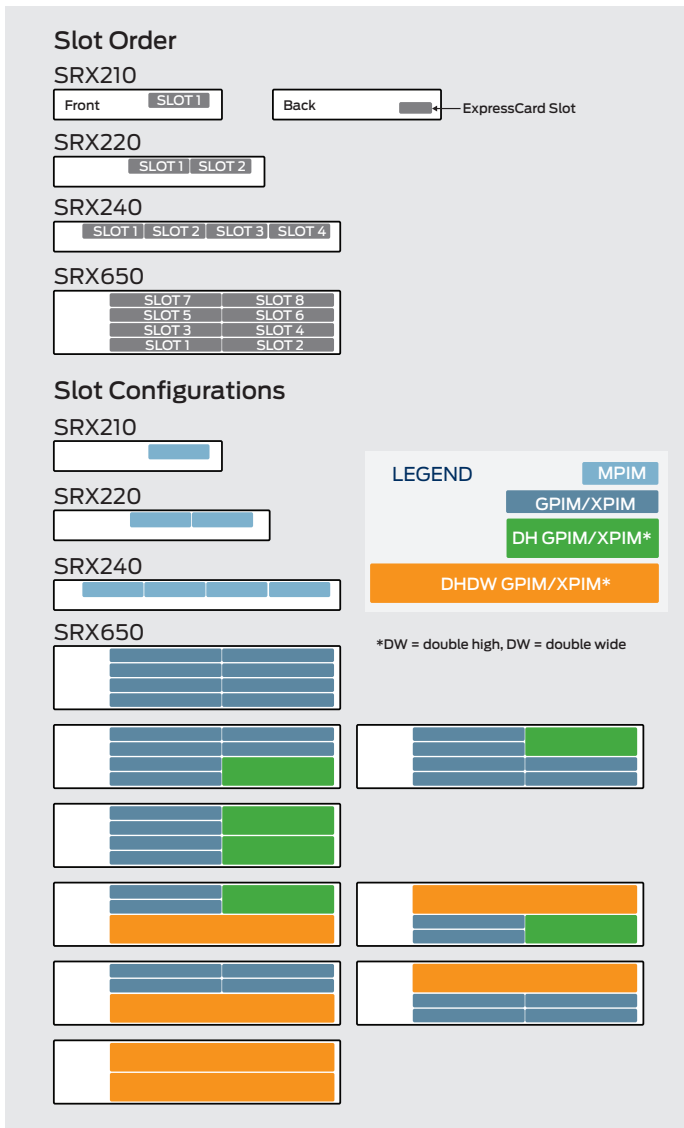 Slot Order
SRX210
Front SLOT 1 Back ExpressCard Slot
SRX220
SLOT 1 SLOT 2
SRX240
SLOT 1 SLOT 2 SLOT 3 SLOT 4
SRX650
SLOT 7 SLOT 8
SLOT 5 SLOT 6
SLOT 3 SLOT 4
SLOT 1 SLOT 2
Slot Configurations
SRX210
SRX220
SRX240
SRX650
LEGEND MPIM
GPIM/XPIM
DH GPIM/XPIM*
DHDW GPIM/XPIM*
*DW = double high, DW = double wide